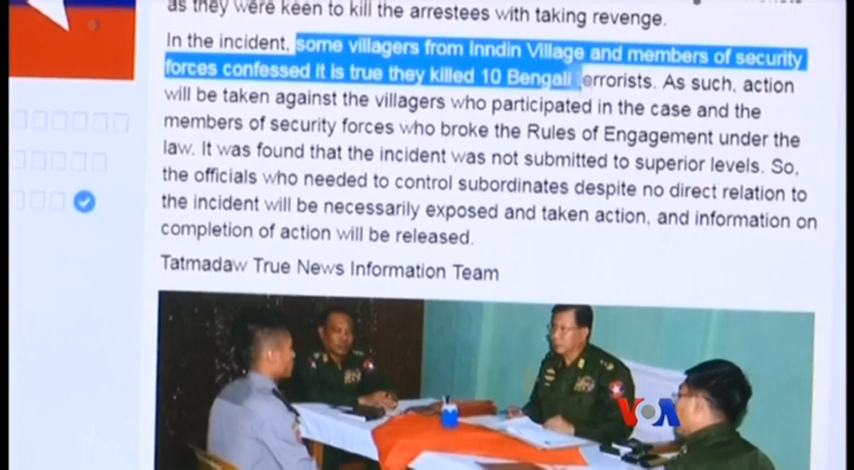 as they were keen to kill the arrestees with taking revenge.
In the incident, some villagers from Inndin Village and members of security
forces confessed it is true they killed 10 Bengali errorists. As such, action
will be taken against the villagers who participated in the case and the
members of security forces who broke the Rules of Engagement under the
law. It was found that the incident was not submitted to superior levels. So,
the officials who needed to control subordinates despite no direct relation to
the incident will be necessarily exposed and taken action, and information on
completion of action will be released.
Tatmadaw True News Information Team
VOA